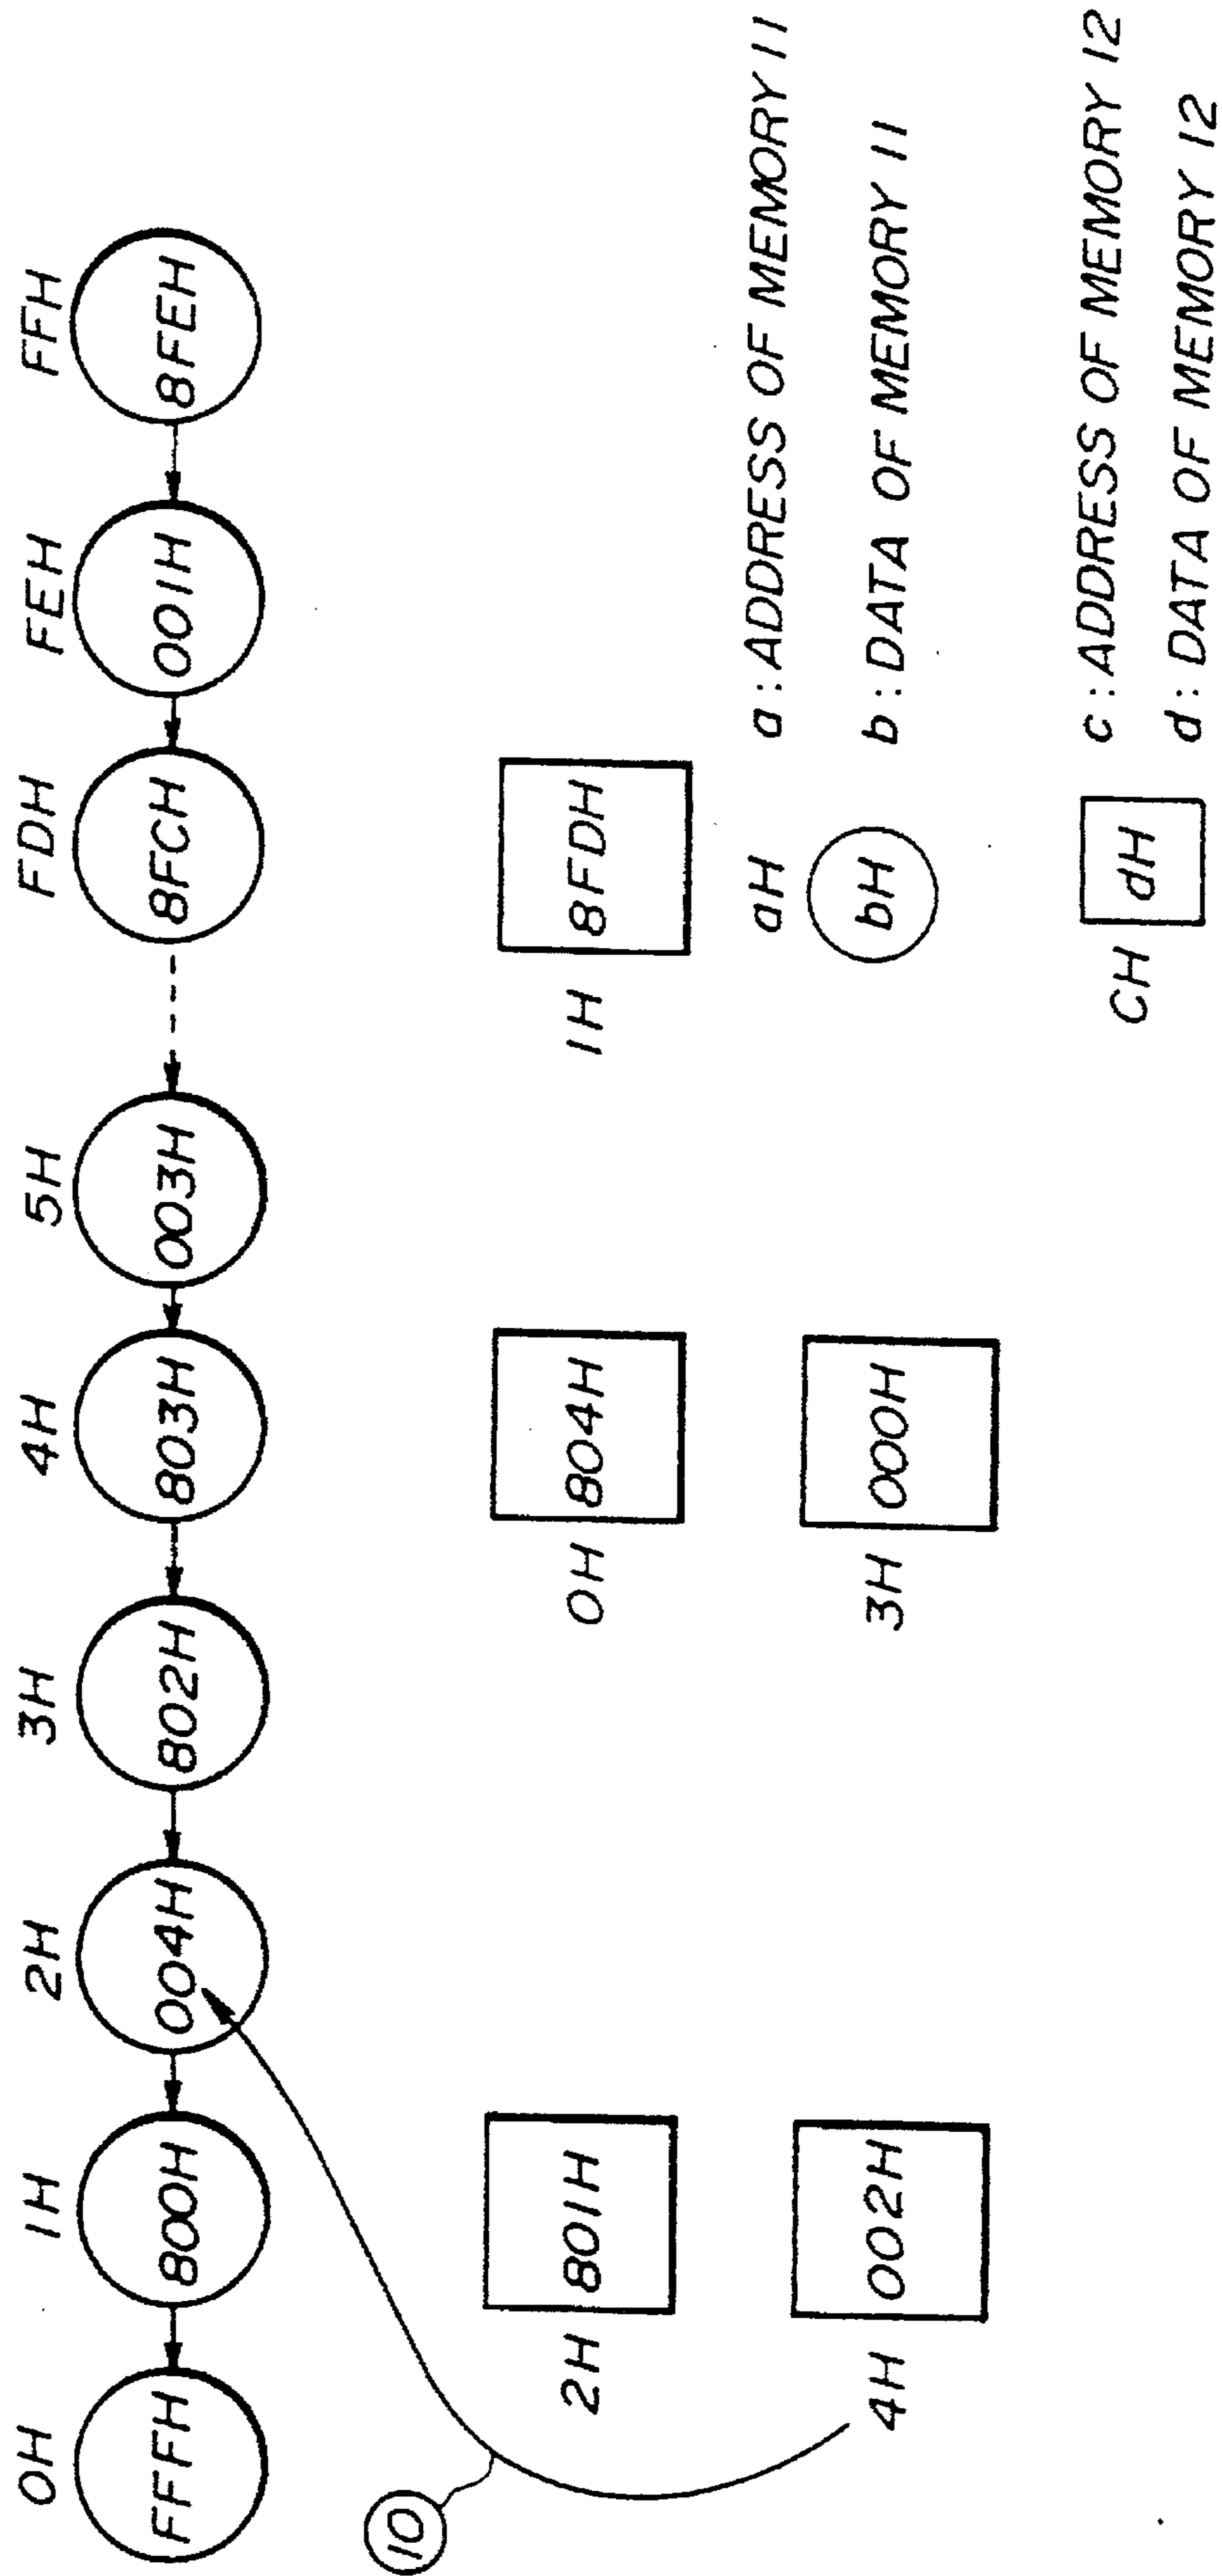 0H 1H 2H 3H 4H 5H FDH FEH FFH
FFFH 800H 004H 802H 803H 003H 8FCH 001H 8FEH
10
2H 801H
0H 804H
1H 8FDH
4H 002H
3H 000H
aH
bH
a : ADDRESS OF MEMORY 11
b : DATA OF MEMORY 11
CH dH
c : ADDRESS OF MEMORY 12
d : DATA OF MEMORY 12